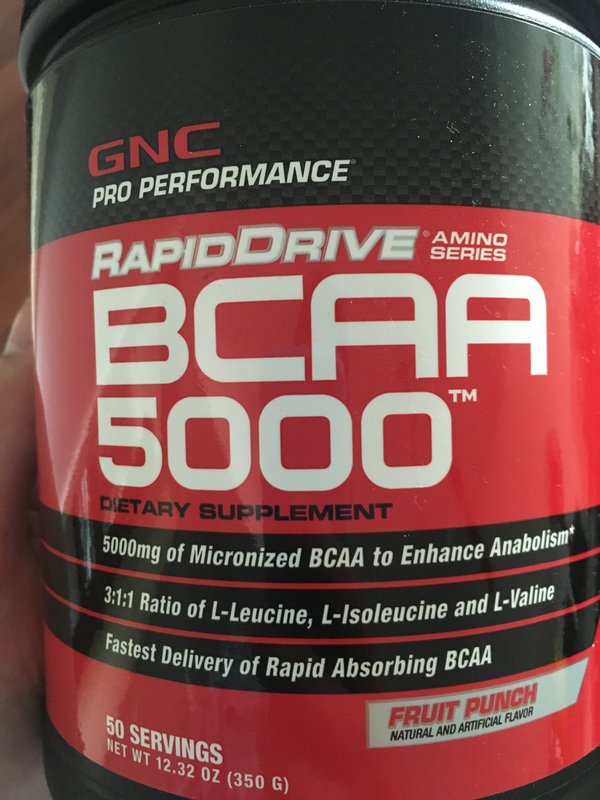 GNC
PRO PERFORMANCE®
RAPIDDRIVE® AMINO SERIES
BCAA
5000™
DIETARY SUPPLEMENT
5000mg of Micronized BCAA to Enhance Anabolism*
3:1:1 Ratio of L-Leucine, L-Isoleucine and L-Valine
Fastest Delivery of Rapid Absorbing BCAA
FRUIT PUNCH
NATURAL AND ARTIFICIAL FLAVOR
50 SERVINGS
NET WT 12.32 OZ (350 G)